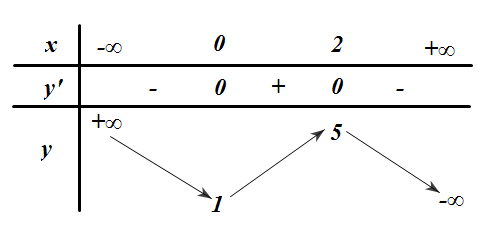 x -∞ 0 2 +∞
y' - 0 + 0 -
+∞
5
y
1 -∞